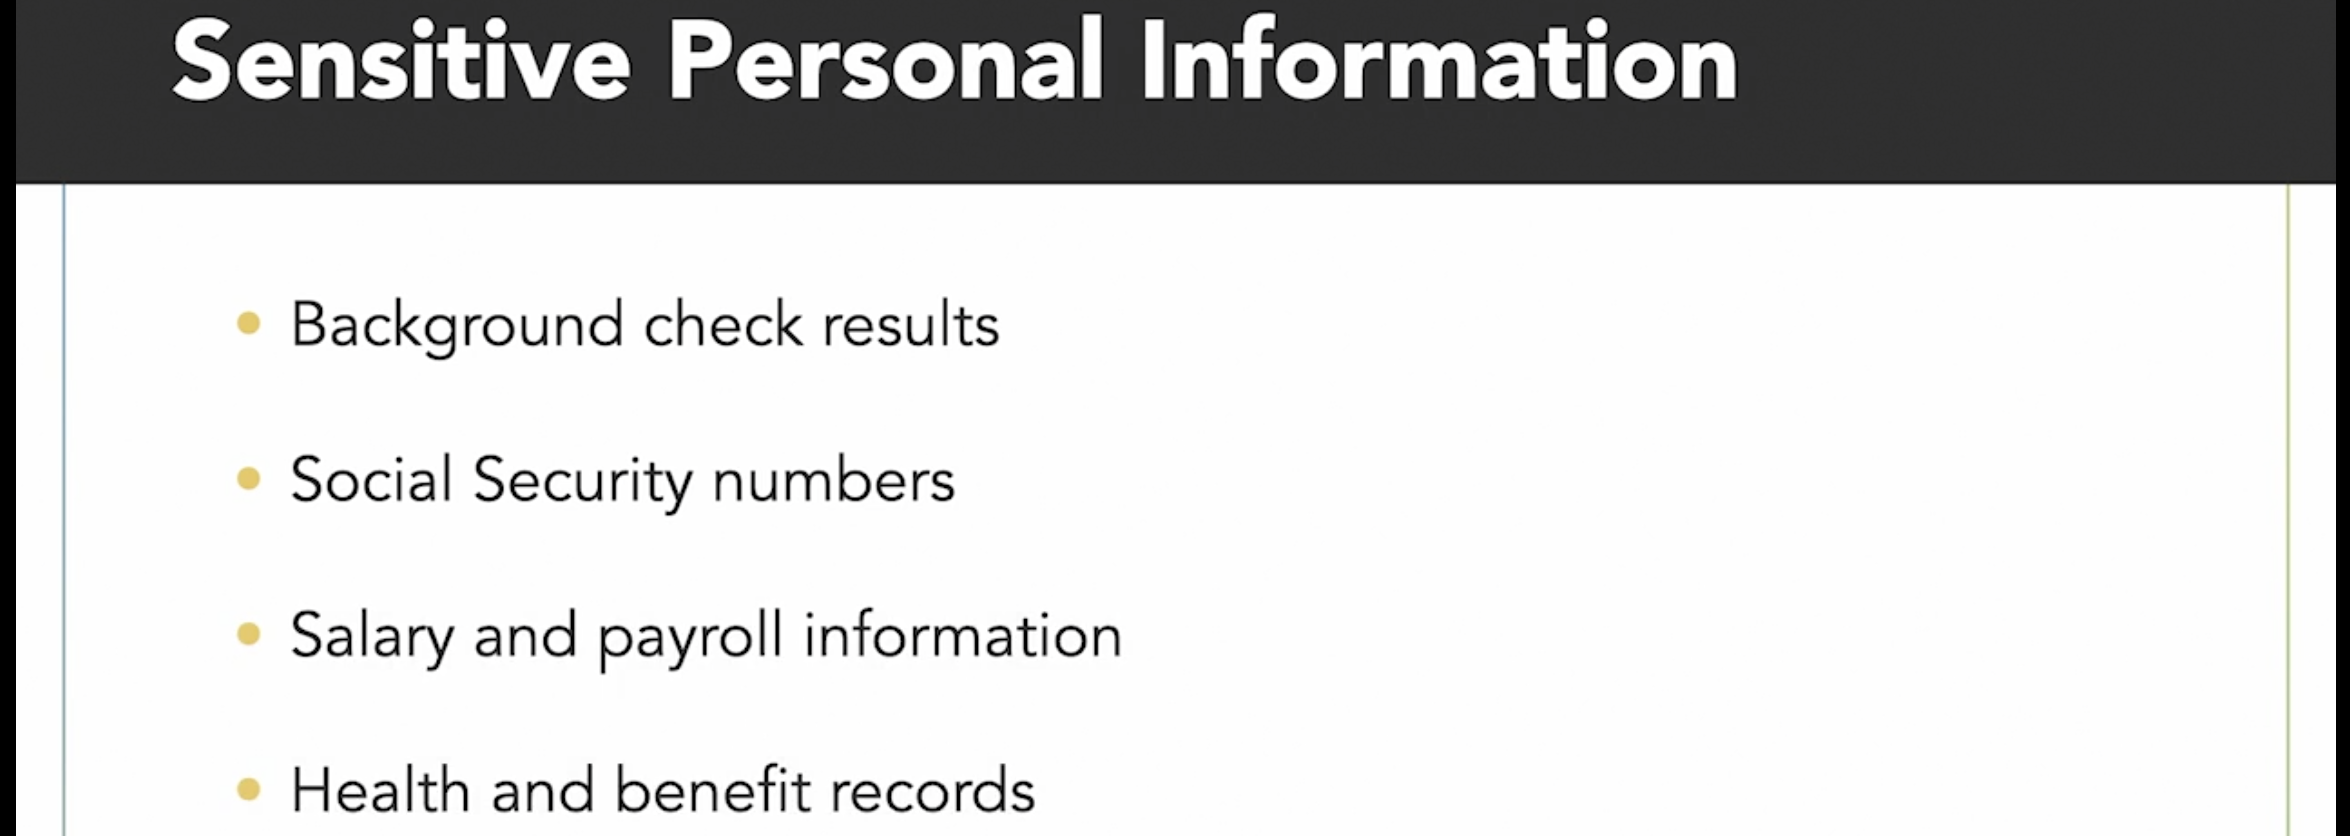 Sensitive Personal Information
• Background check results
• Social Security numbers
• Salary and payroll information
• Health and benefit records